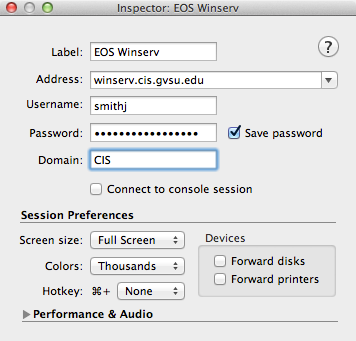 Inspector: EOS Winserv
Label: EOS Winserv
?
Address: winserv.cis.gvsu.edu
Username: smithj
Password: ••••••••••••••••• Save password
Domain: CIS
Connect to console session
Session Preferences
Screen size: Full Screen
Devices
Forward disks
Colors: Thousands
Forward printers
Hotkey: ⌘+ None
Performance & Audio